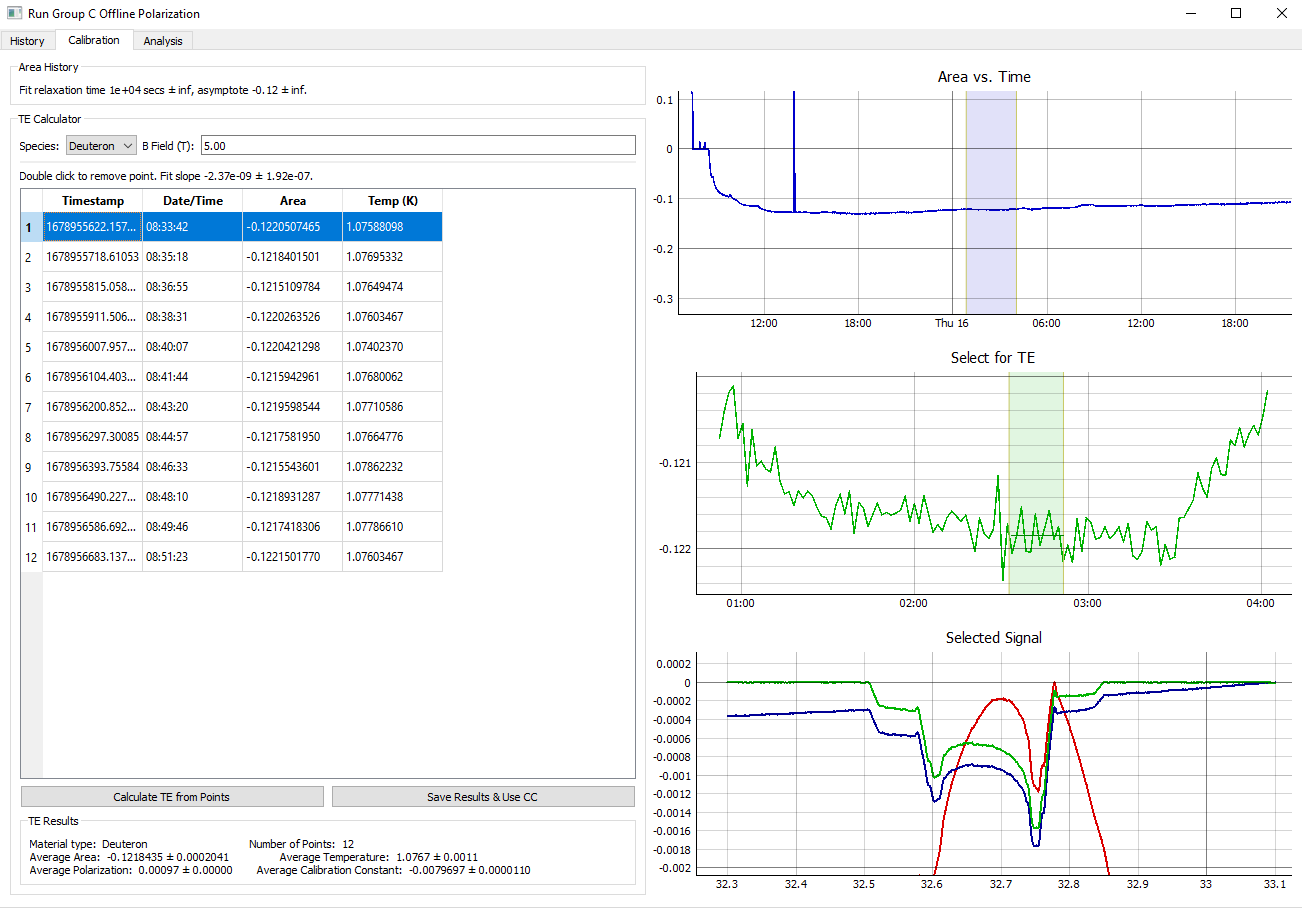 Run Group C Offline Polarization
History Calibration Analysis
Area History
Fit relaxation time 1e+04 secs ± inf, asymptote -0.12 ± inf.
TE Calculator
Species: Deuteron B Field (T): 5.00
Double click to remove point. Fit slope -2.37e-09 ± 1.92e-07.
Timestamp Date/Time Area Temp (K)
1 1678955622.157... 08:33:42 -0.1220507465 1.07588098
2 1678955718.61053 08:35:18 -0.1218401501 1.07695332
3 1678955815.058... 08:36:55 -0.1215109784 1.07649474
4 1678955911.506... 08:38:31 -0.1220263526 1.07603467
5 1678956007.957... 08:40:07 -0.1220421298 1.07402370
6 1678956104.403... 08:41:44 -0.1215942961 1.07680062
7 1678956200.852... 08:43:20 -0.1219598544 1.07710586
8 1678956297.30085 08:44:57 -0.1217581950 1.07664776
9 1678956393.75584 08:46:33 -0.1215543601 1.07862232
10 1678956490.227... 08:48:10 -0.1218931287 1.07771438
11 1678956586.692... 08:49:46 -0.1217418306 1.07786610
12 1678956683.137... 08:51:23 -0.1221501770 1.07603467
Calculate TE from Points Save Results & Use CC
TE Results
Material type: Deuteron Number of Points: 12
Average Area: -0.1218435 ± 0.0002041 Average Temperature: 1.0767 ± 0.0011
Average Polarization: 0.00097 ± 0.00000 Average Calibration Constant: -0.0079697 ± 0.0000110
Area vs. Time
0.1
0
-0.1
-0.2
-0.3
12:00 18:00 Thu 16 06:00 12:00 18:00
Select for TE
-0.121
-0.122
01:00 02:00 03:00 04:00
Selected Signal
0.0002
0
-0.0002
-0.0004
-0.0006
-0.0008
-0.001
-0.0012
-0.0014
-0.0016
-0.0018
-0.002
32.3 32.4 32.5 32.6 32.7 32.8 32.9 33 33.1